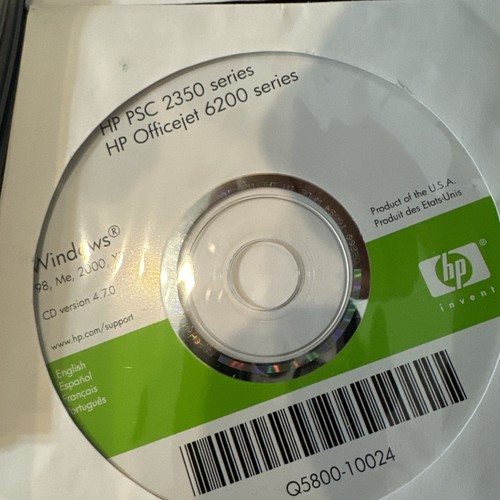 HP PSC 2350 series
HP Officejet 6200 series
Product of the U.S.A.
Produit des Etats-Unis
Windows®
98, Me, 2000,
CD version 4.7.0
www.hp.com/support
hp
invent
English
Español
Français
Português
Q5800-10024